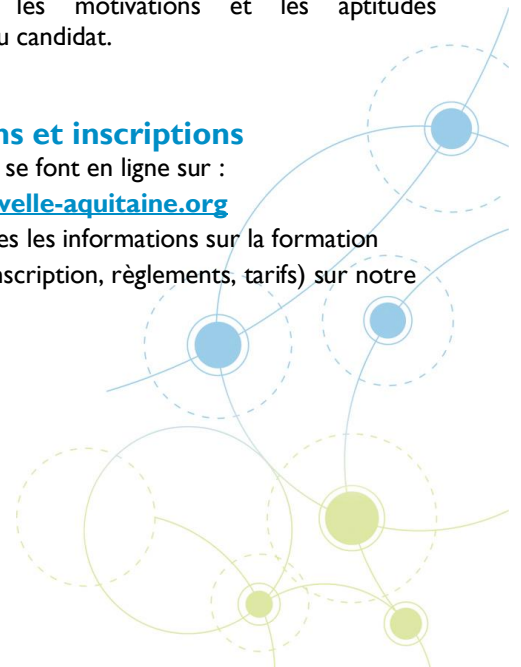 les motivations et les aptitudes
u candidat.
ns et inscriptions
se font en ligne sur :
velle-aquitaine.org
es les informations sur la formation
nscription, règlements, tarifs) sur notre